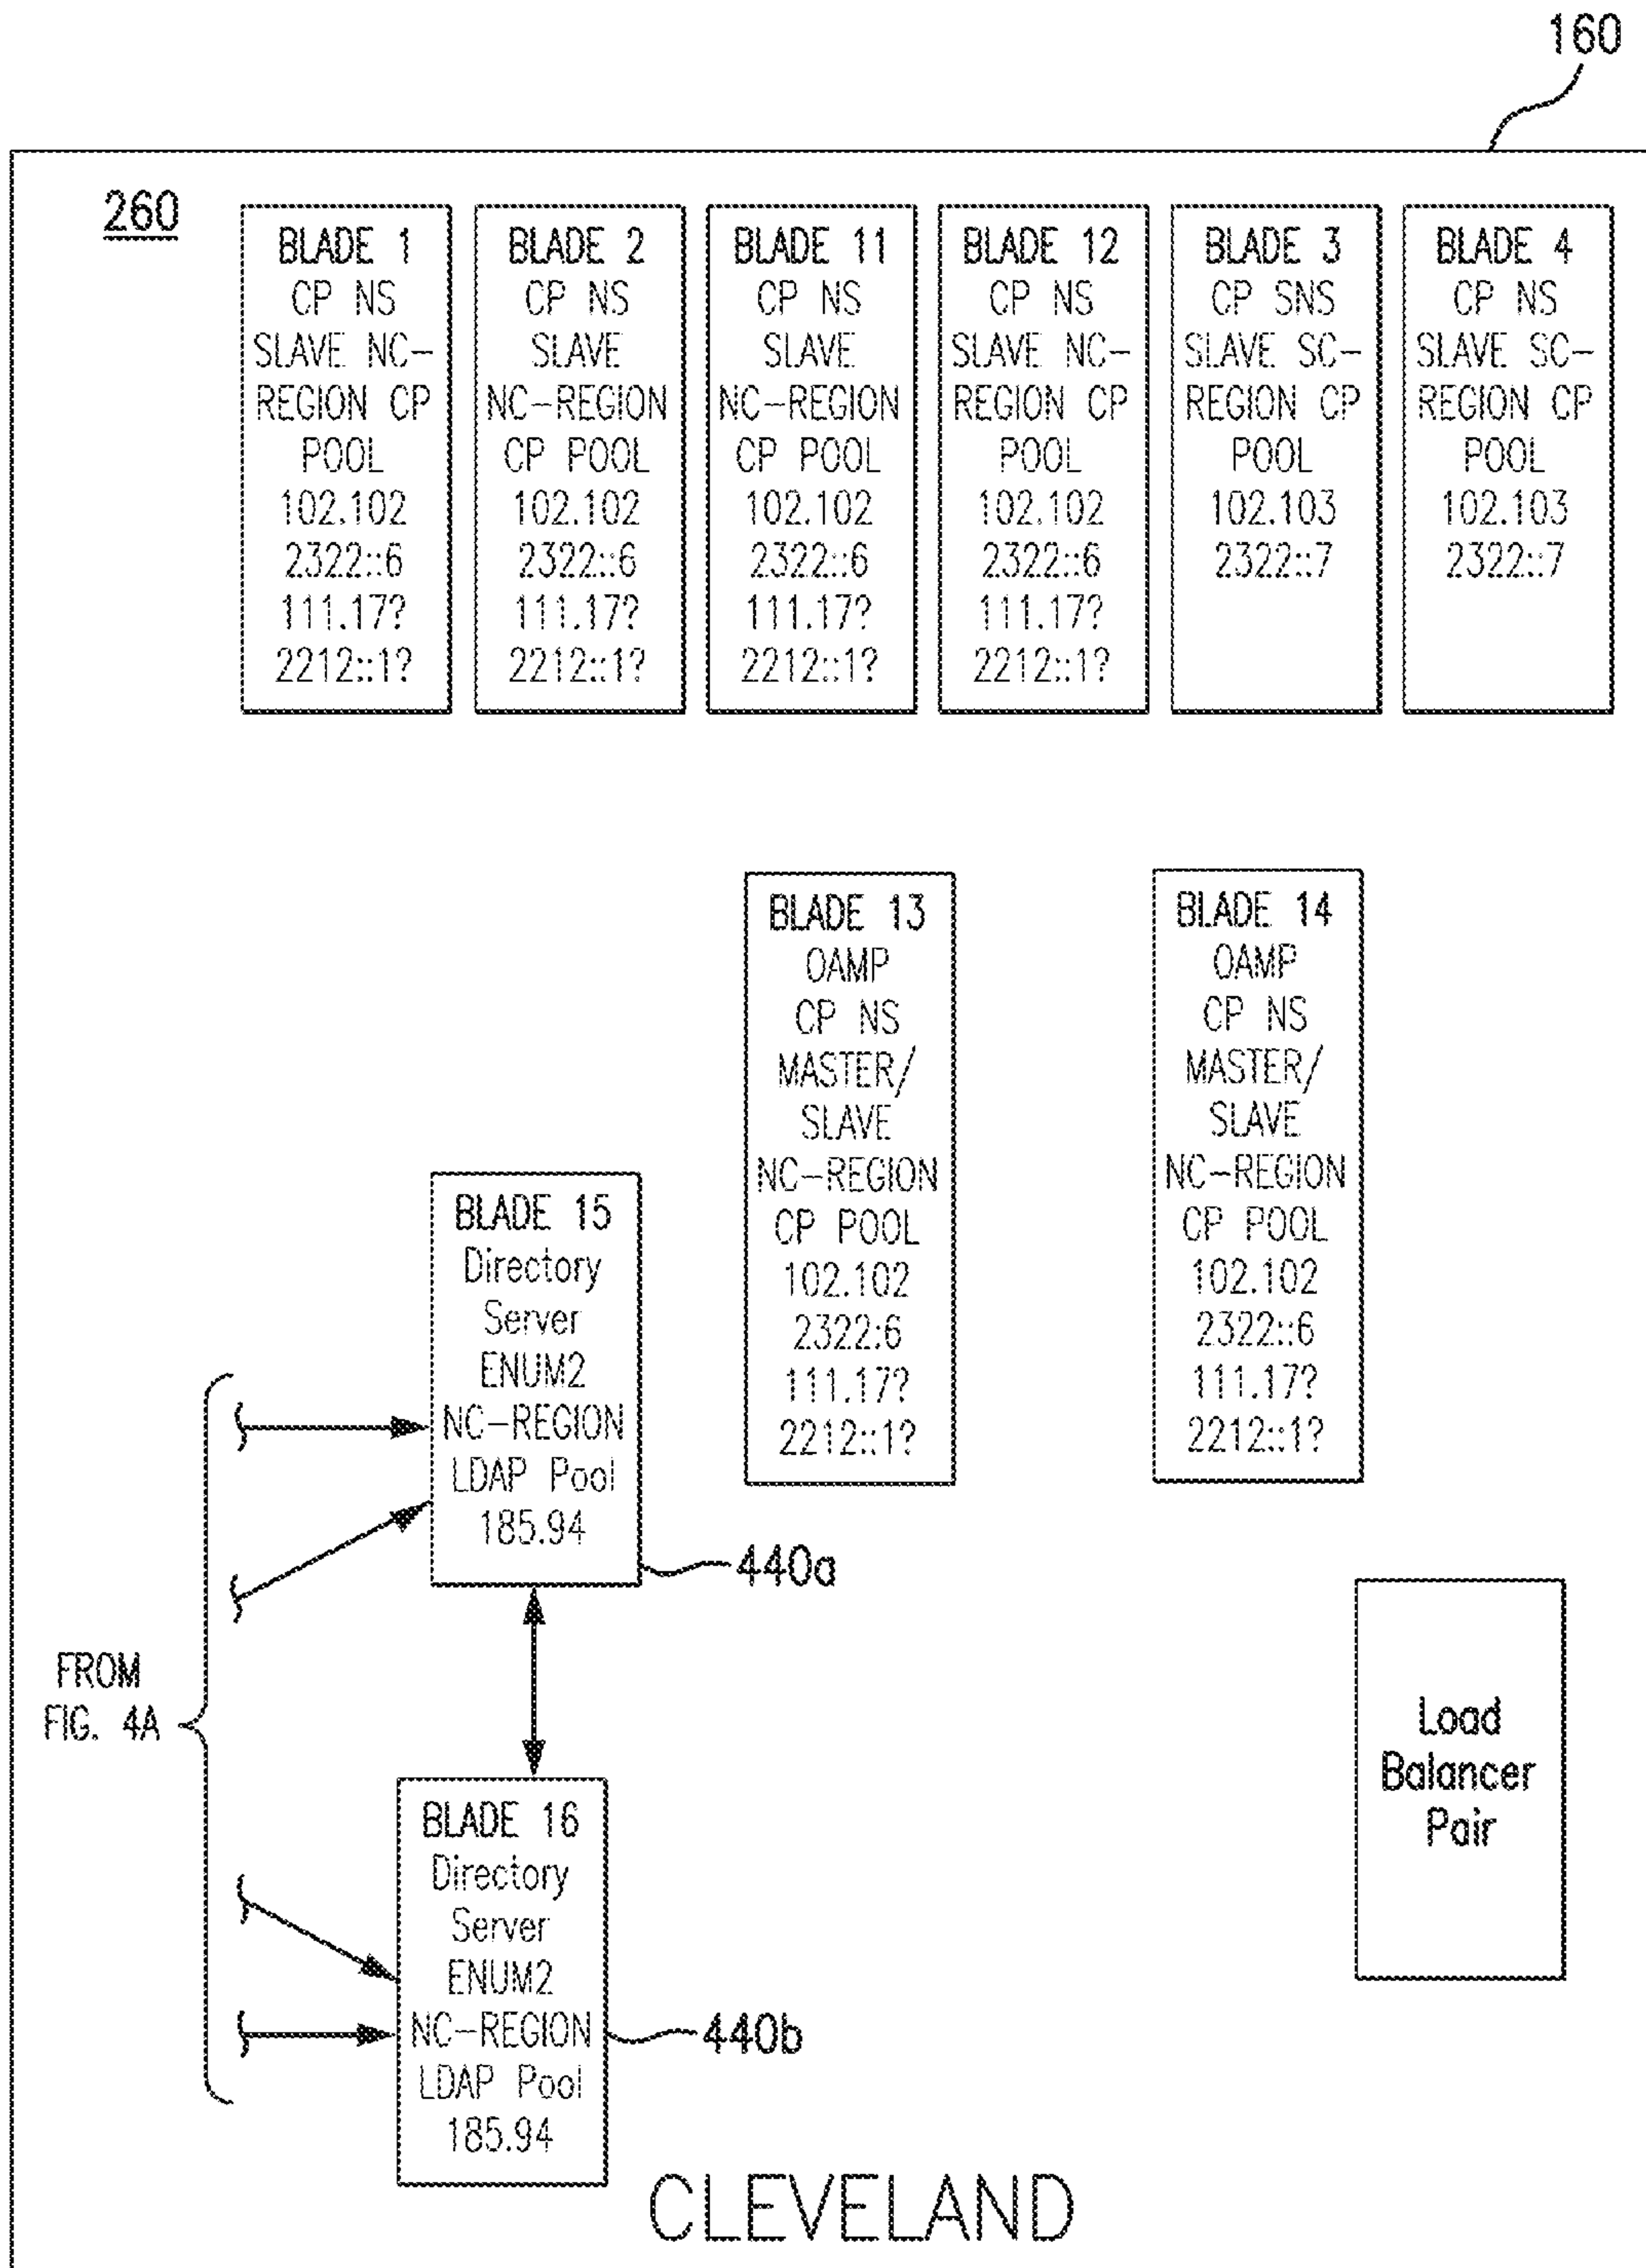 160
260
BLADE 1
CP NS
SLAVE NC-
REGION CP
POOL
102.102
2322::6
111.17?
2212::1?
BLADE 2
CP NS
SLAVE
NC-REGION
CP POOL
102.102
2322::6
111.17?
2212::1?
BLADE 11
CP NS
SLAVE
NC-REGION
CP POOL
102.102
2322::6
111.17?
2212::1?
BLADE 12
CP NS
SLAVE NC-
REGION CP
POOL
102.102
2322::6
111.17?
2212::1?
BLADE 3
CP SNS
SLAVE SC-
REGION CP
POOL
102.103
2322::7
BLADE 4
CP NS
SLAVE SC-
REGION CP
POOL
102.103
2322::7
BLADE 13
OAMP
CP NS
MASTER/
SLAVE
NC-REGION
CP POOL
102.102
2322:6
111.17?
2212::1?
BLADE 14
OAMP
CP NS
MASTER/
SLAVE
NC-REGION
CP POOL
102.102
2322::6
111.17?
2212::1?
BLADE 15
Directory
Server
ENUM2
NC-REGION
LDAP Pool
185.94
440a
FROM
FIG. 4A
BLADE 16
Directory
Server
ENUM2
NC-REGION
LDAP Pool
185.94
440b
Load
Balancer
Pair
CLEVELAND